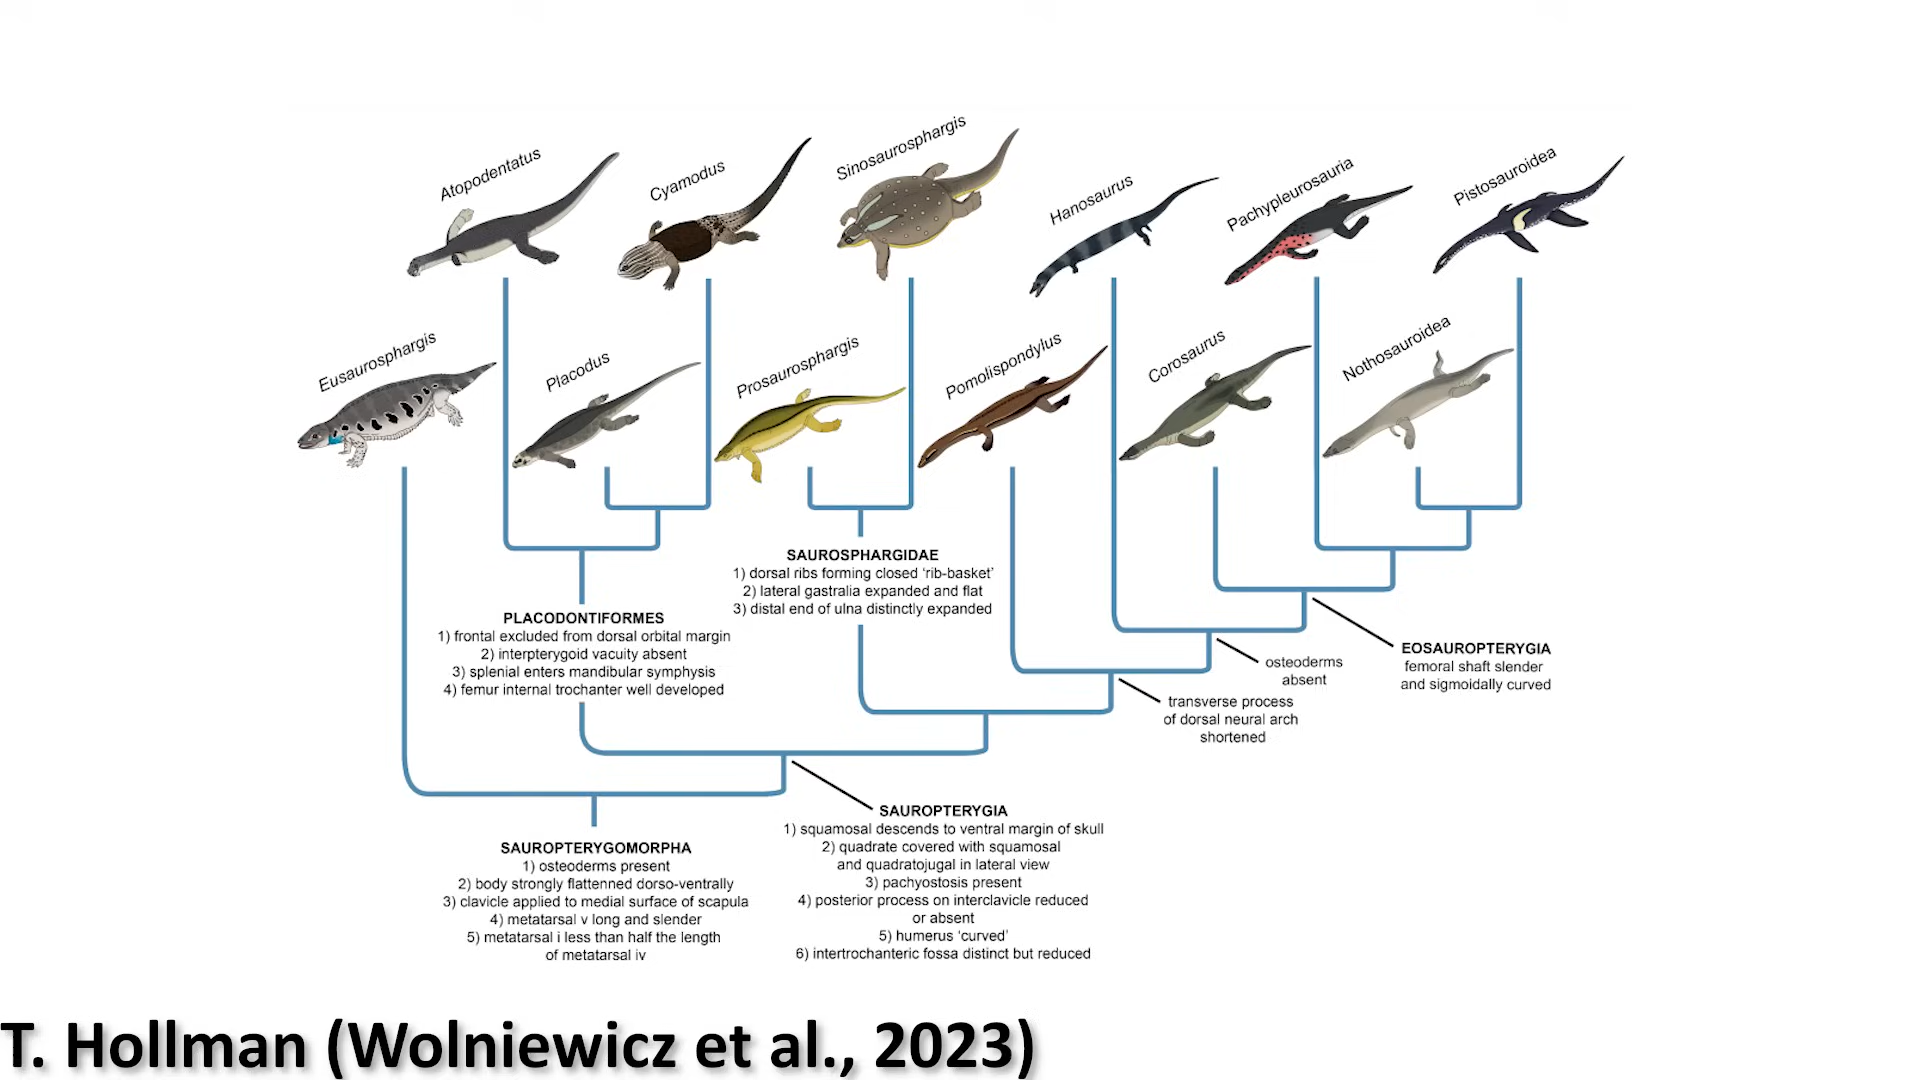 Atopodentatus
Cyamodus
Sinosaurosphargis
Hanosaurus
Pachypleurosauria
Pistosauroidea
Eusaurosphargis
Placodus
Prosaurosphargis
Pomolispondylus
Corosaurus
Nothosauroidea
SAUROSPHARGIDAE
1) dorsal ribs forming closed ‘rib-basket’
2) lateral gastralia expanded and flat
3) distal end of ulna distinctly expanded
PLACODONTIFORMES
1) frontal excluded from dorsal orbital margin
2) interpterygoid vacuity absent
3) splenial enters mandibular symphysis
4) femur internal trochanter well developed
EOSAUROPTERYGIA
femoral shaft slender
and sigmoidally curved
osteoderms
absent
transverse process
of dorsal neural arch
shortened
SAUROPTERYGIA
1) squamosal descends to ventral margin of skull
2) quadrate covered with squamosal
and quadratojugal in lateral view
3) pachyostosis present
4) posterior process on interclavicle reduced
or absent
5) humerus ‘curved’
6) intertrochanteric fossa distinct but reduced
SAUROPTERYGOMORPHA
1) osteoderms present
2) body strongly flattened dorso-ventrally
3) clavicle applied to medial surface of scapula
4) metatarsal v long and slender
5) metatarsal i less than half the length
of metatarsal iv
T. Hollman (Wolniewicz et al., 2023)